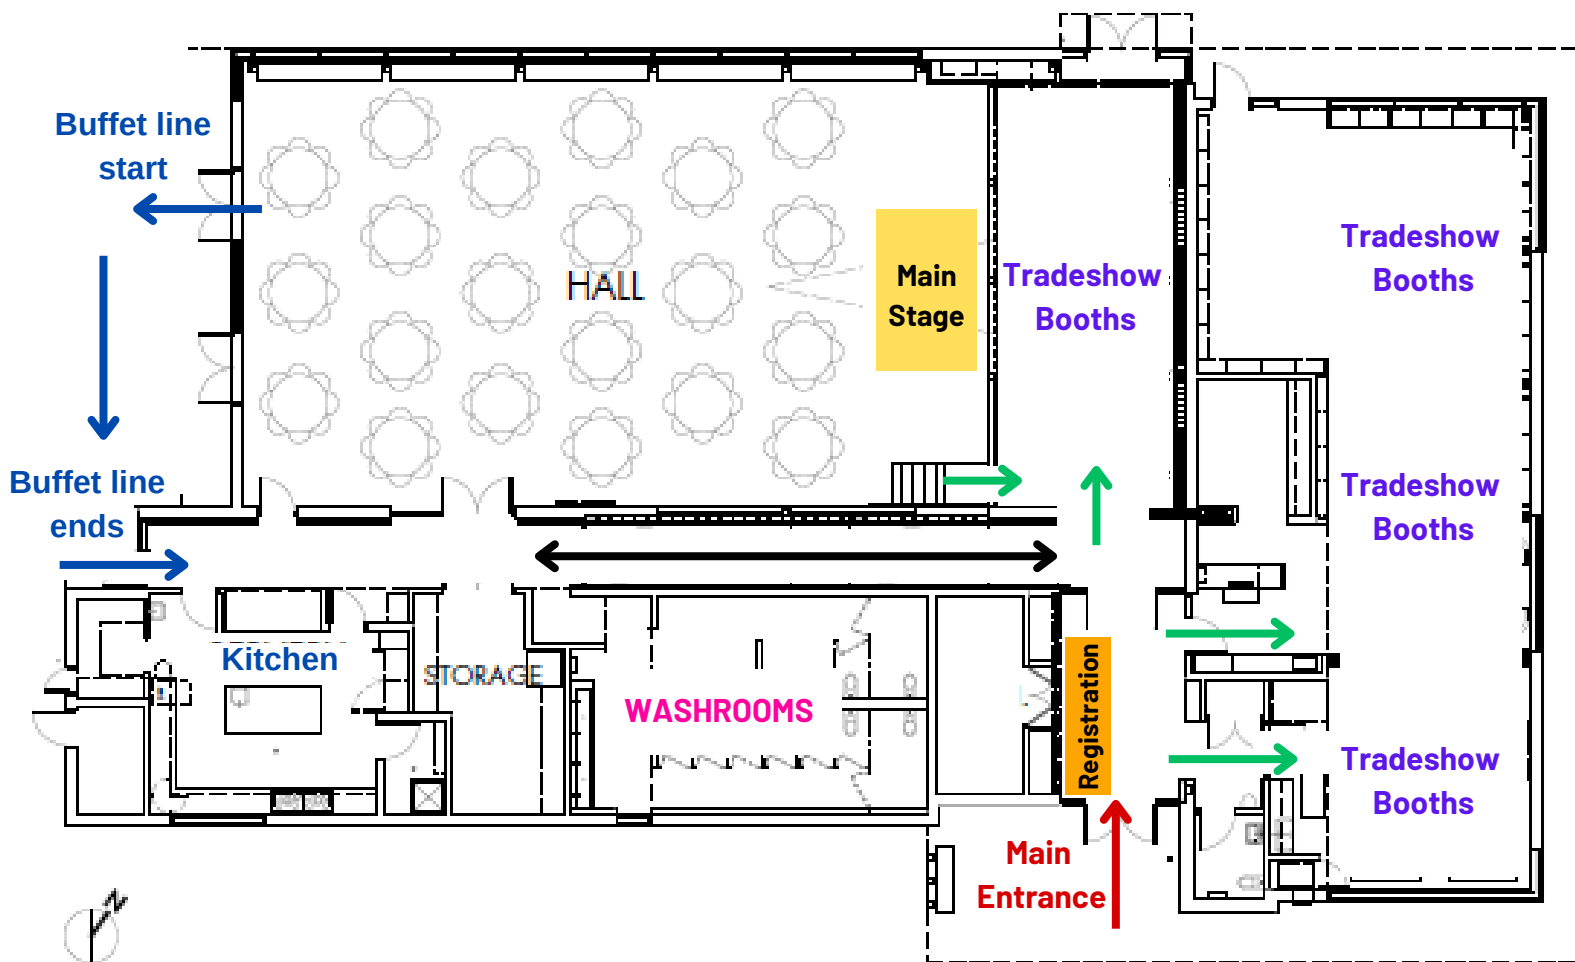 Buffet line
start
HALL
Main
Stage
Tradeshow
Booths
Tradeshow
Booths
Buffet line
ends
Tradeshow
Booths
Kitchen
STORAGE
WASHROOMS
Registration
Tradeshow
Booths
Main
Entrance
N